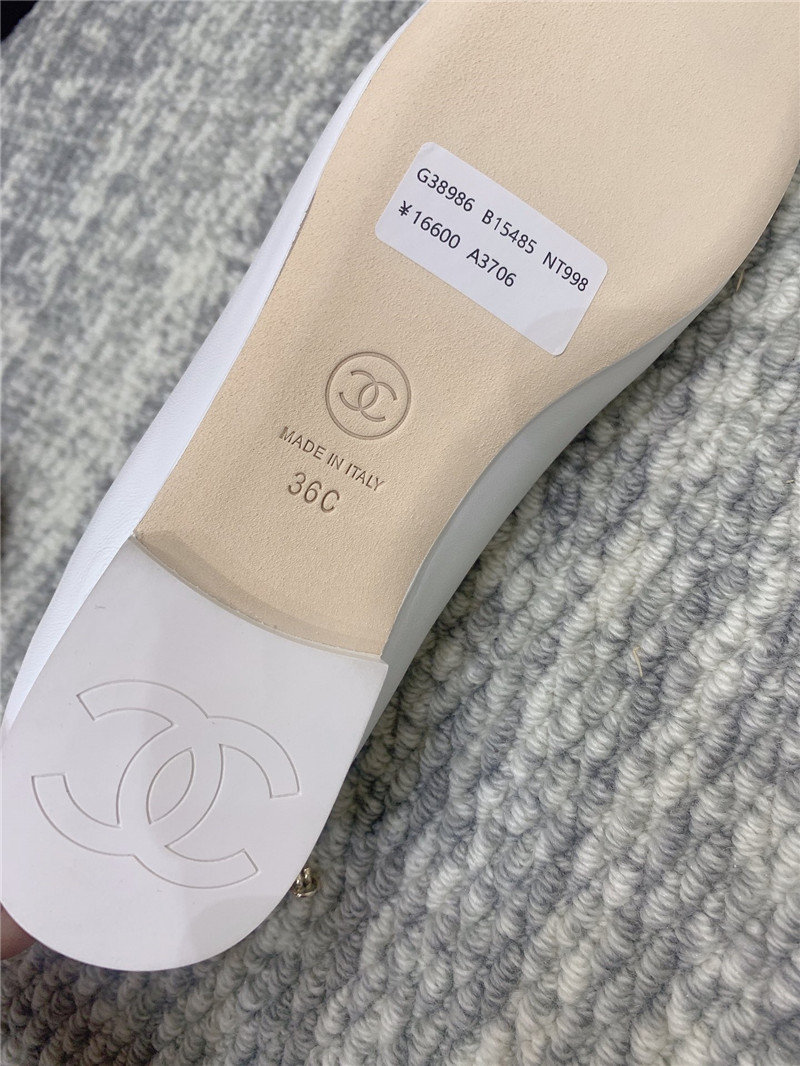 G38986 B15485 NT998
¥16600 A3706
MADE IN ITALY
36C